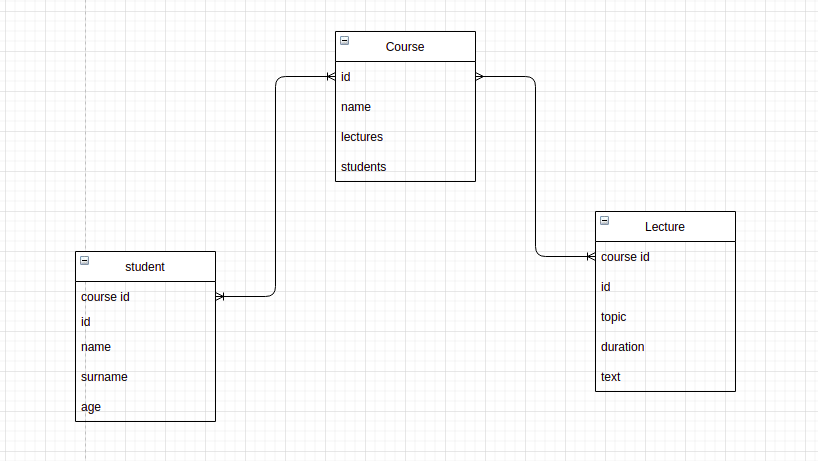 Course
id
name
lectures
students
student
course id
id
name
surname
age
Lecture
course id
id
topic
duration
text